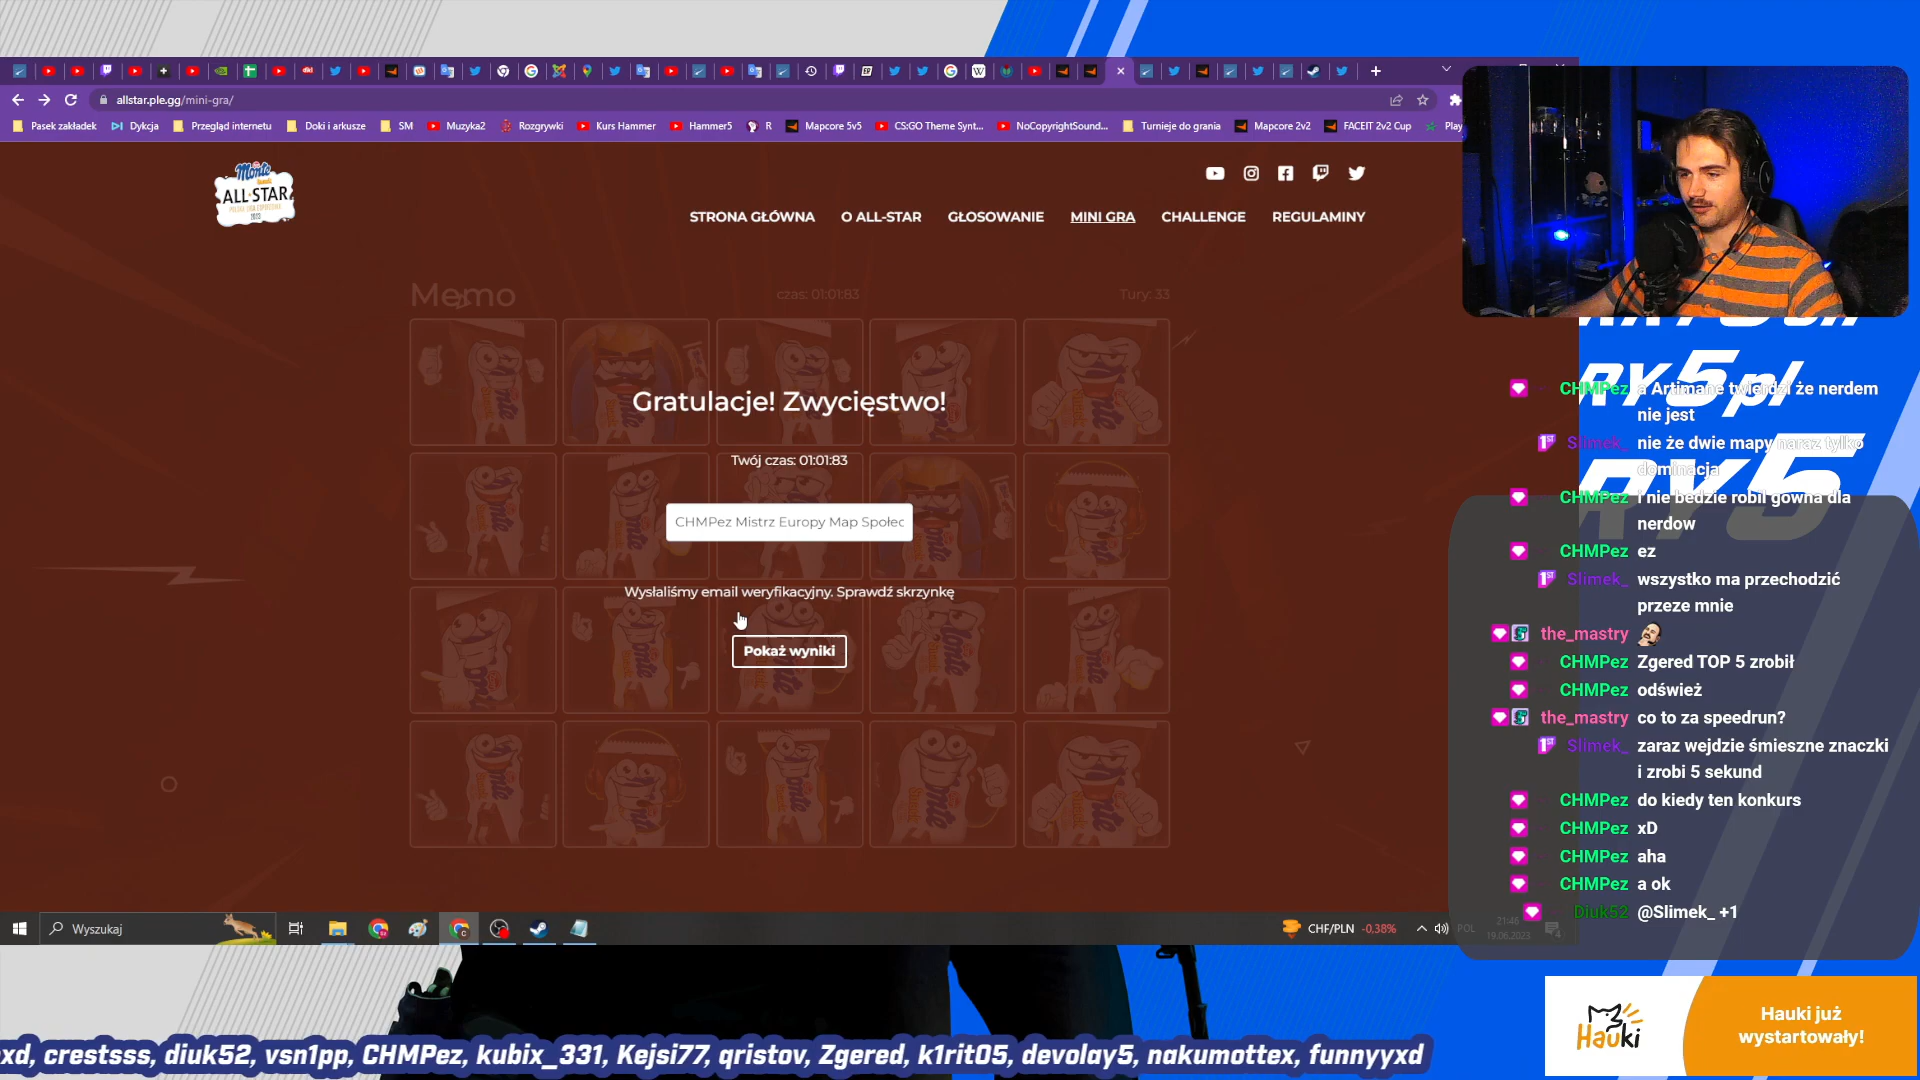 allstar.ple.gg/mini-gra/
Pasek zakładek
Dykcja
Przegląd internetu
Doki i arkusze
SM
Muzyka2
Rozgrywki
Kurs Hammer
Hammer5
R
Mapcore 5v5
CS:GO Theme Synt...
NoCopyrightSound...
Turnieje do grania
Mapcore 2v2
FACEIT 2v2 Cup
Play
Monte
ALL-STAR
2023
STRONA GŁÓWNA
O ALL-STAR
GŁOSOWANIE
MINI GRA
CHALLENGE
REGULAMINY
Memo
czas: 01:01:83
Tury: 33
Gratulacje! Zwycięstwo!
Twój czas: 01:01:83
CHMPez Mistrz Europy Map Społec
Wysłaliśmy email weryfikacyjny. Sprawdź skrzynkę
Pokaż wyniki
RY5pl
RY5
CHMPez a Artimane twierdzi że nerdem
nie jest
Slimek_ nie że dwie mapy naraz tylko
dominacja
CHMPez i nie bedzie robil gowna dla
nerdow
CHMPez ez
Slimek_ wszystko ma przechodzić
przeze mnie
the_mastry
CHMPez Zgered TOP 5 zrobił
CHMPez odśwież
the_mastry co to za speedrun?
Slimek_ zaraz wejdzie śmieszne znaczki
i zrobi 5 sekund
CHMPez do kiedy ten konkurs
CHMPez xD
CHMPez aha
CHMPez a ok
Diuk52 @Slimek_ +1
Wyszukaj
CHF/PLN -0,38%
POL
21:46
19.06.2023
Hauki
Hauki już
wystartowały!
xd, crestsss, diuk52, vsn1pp, CHMPez, kubix_331, Kejsi77, qristov, Zgered, k1rit05, devolay5, nakumottex, funnyyxd